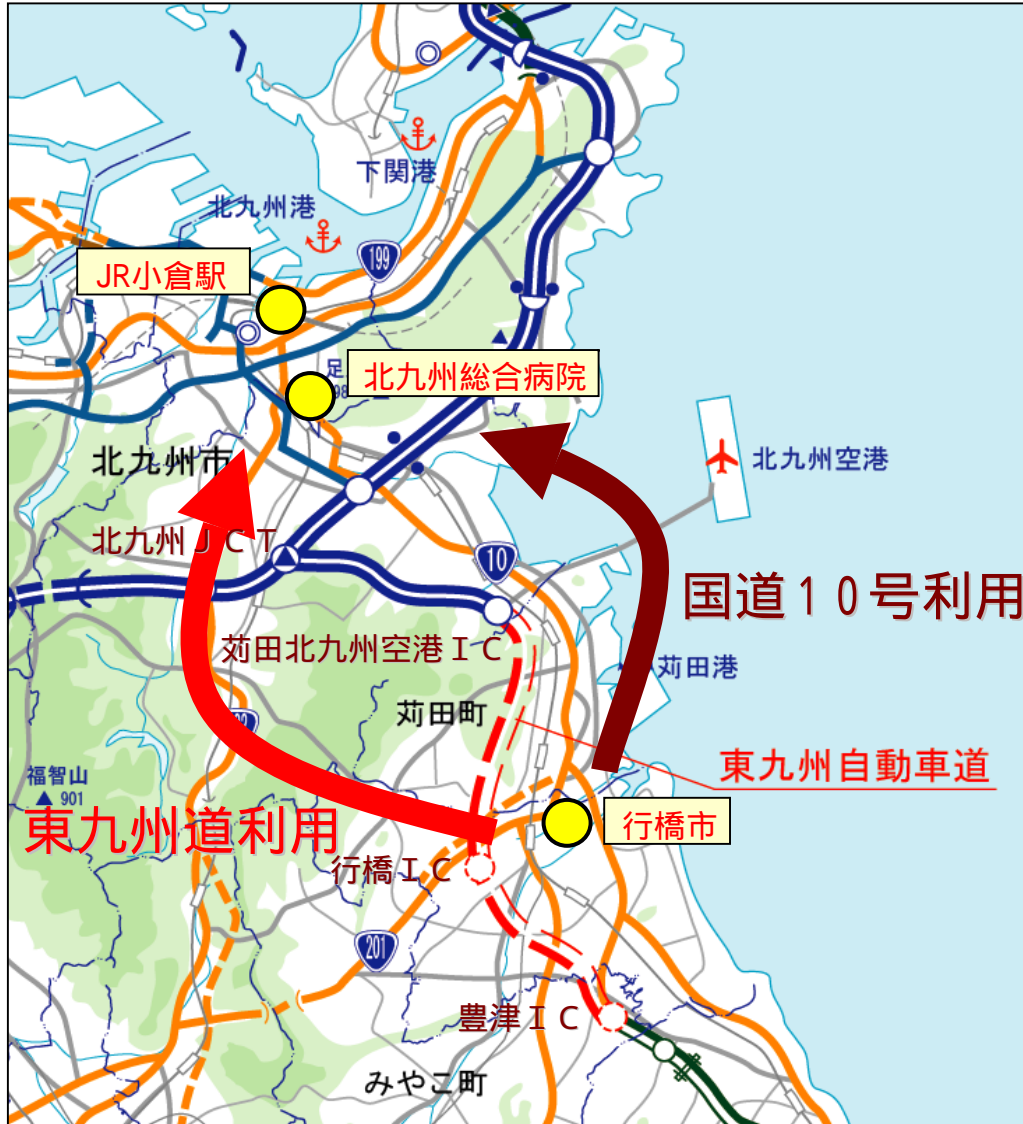 下関港
北九州港
199
JR小倉駅
足
北九州総合病院
北九州市
北九州空港
北九州ＪＣＴ
10
国道１０号利用
苅田北九州空港ＩＣ
苅田港
苅田町
東九州自動車道
福智山
901
東九州道利用
行橋市
行橋ＩＣ
201
豊津ＩＣ
みやこ町